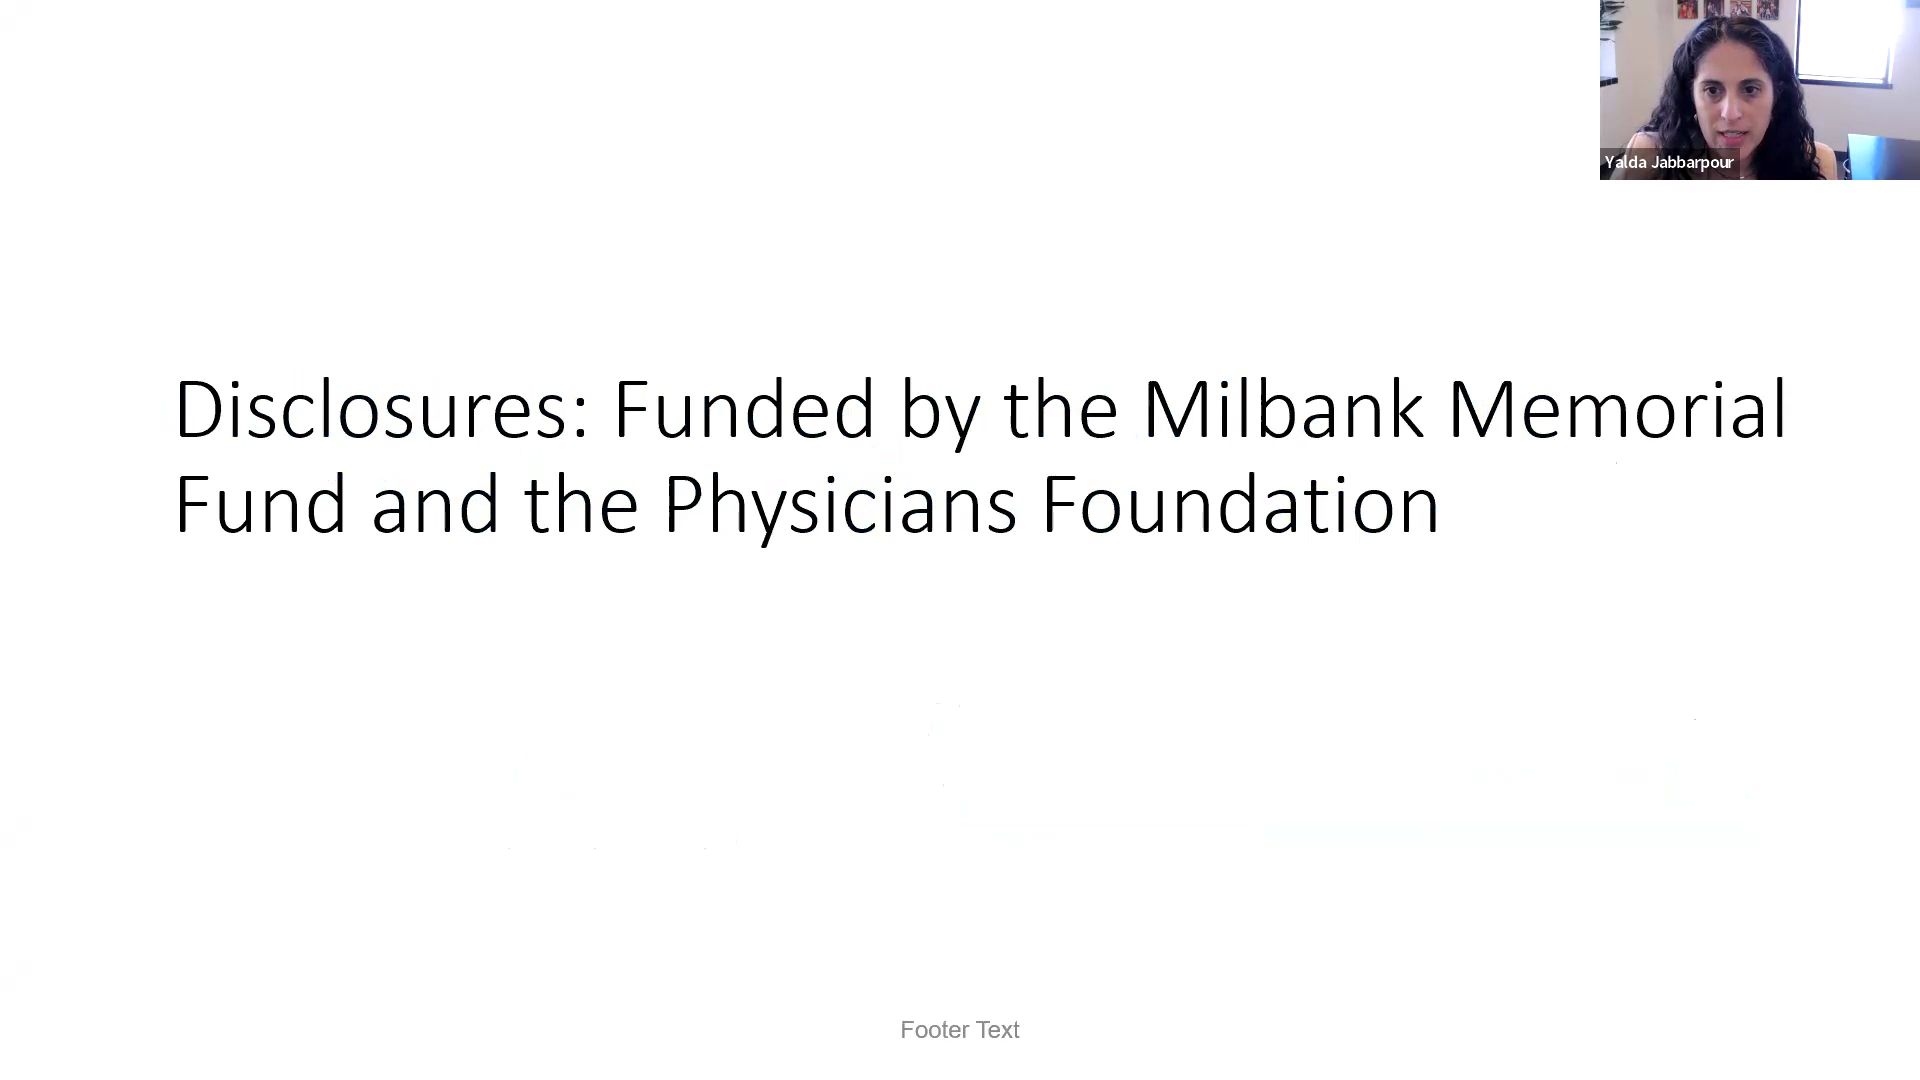 Yalda Jabbarpour
Disclosures: Funded by the Milbank Memorial
Fund and the Physicians Foundation
Footer Text